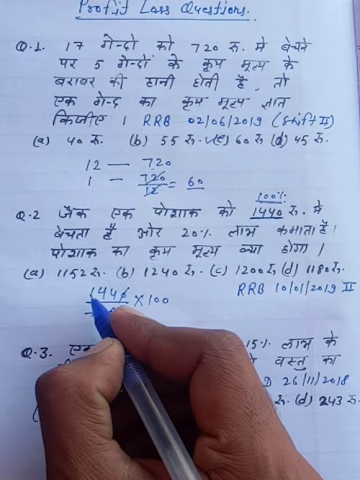 Profit Loss Questions.
Q.1. 17 गेन्दो को 720 रु. मे बेचने
पर 5 गेन्दों के क्रय मूल्य के
बराबर की हानी होती है, तो
एक गेन्द का क्रय मूल्य ज्ञात
किजीए । RRB 02/06/2019 (Shift II)
(a) 40 रु. (b) 55 रु. (c) 60 रु (d) 45 रु.
12 — 720
1 — 720/12 = 60
100%
Q.2 जैक एक पोशाक को 1440 रु. में
बेचता है और 20% लाभ कमाता है।
पोशाक का क्रय मूल्य क्या होगा ।
(a) 1152 रु. (b) 1240 रु. (c) 1200 रु (d) 1180 रु.
RRB 10/01/2019 II
1440 × 100
Q.3. 15% लाभ के
वस्तु का
26/11/2018
रु. (d) 243 रु